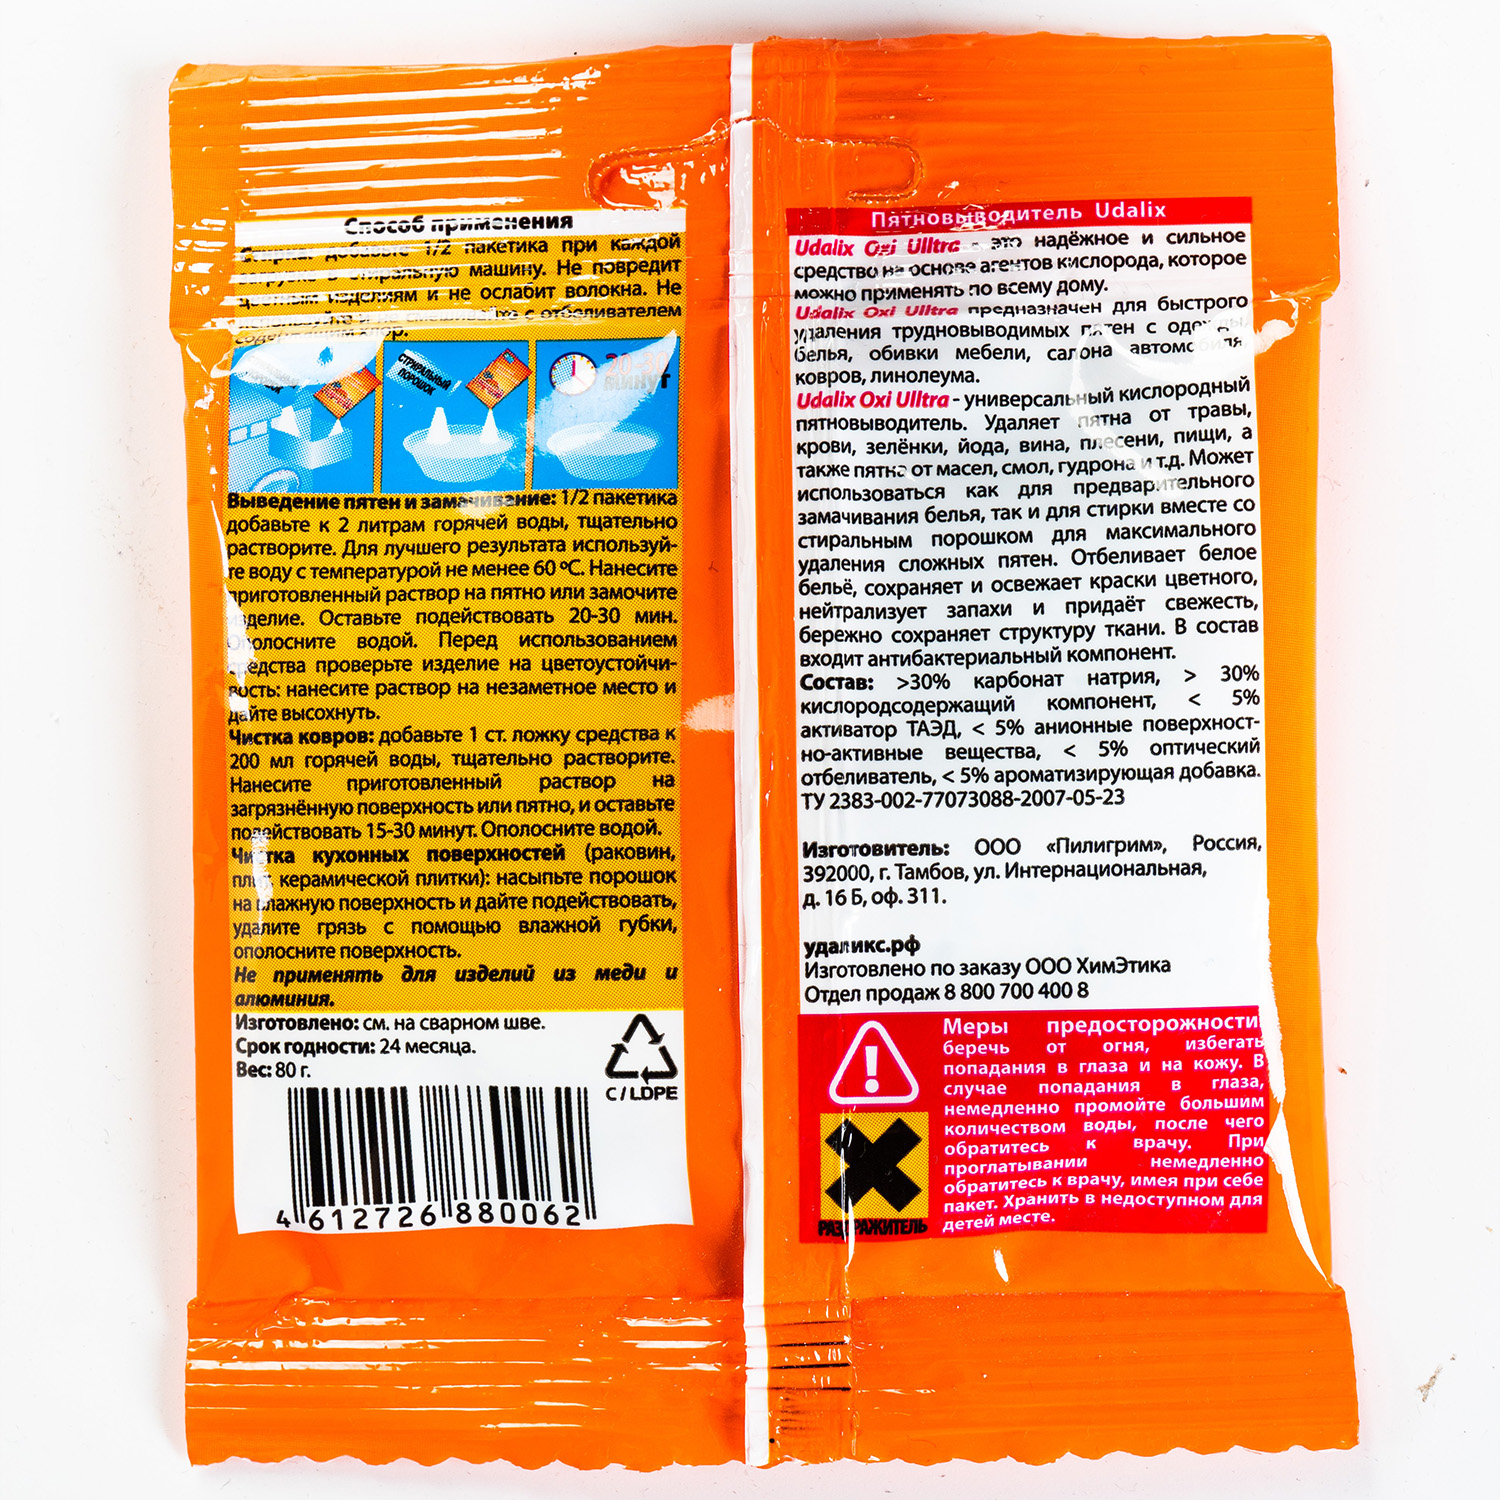 Способ применения
Стирка: добавьте 1/2 пакетика при каждой
загрузке в стиральную машину. Не повредит
цветным изделиям и не ослабит волокна. Не
с отбеливателем
содержащим хлор.
СТИРАЛЬНЫЙ
ПОРОШОК
20-30
МИНУТ
Выведение пятен и замачивание: 1/2 пакетика
добавьте к 2 литрам горячей воды, тщательно
растворите. Для лучшего результата используй-
те воду с температурой не менее 60 ºС. Нанесите
приготовленный раствор на пятно или замочите
изделие. Оставьте подействовать 20-30 мин.
Ополосните водой. Перед использованием
средства проверьте изделие на цветоустойчи-
вость: нанесите раствор на незаметное место и
дайте высохнуть.
Чистка ковров: добавьте 1 ст. ложку средства к
200 мл горячей воды, тщательно растворите.
Нанесите приготовленный раствор на
загрязнённую поверхность или пятно, и оставьте
подействовать 15-30 минут. Ополосните водой.
Чистка кухонных поверхностей (раковин,
плит, керамической плитки): насыпьте порошок
на влажную поверхность и дайте подействовать,
удалите грязь с помощью влажной губки,
ополосните поверхность.
Не применять для изделий из меди и
алюминия.
Изготовлено: см. на сварном шве.
Срок годности: 24 месяца.
Вес: 80 г.
C/LDPE
4 612726 880062
Пятновыводитель Udalix
Udalix Oxi Ulltra - это надёжное и сильное
средство на основе агентов кислорода, которое
можно применять по всему дому.
Udalix Oxi Ulltra предназначен для быстрого
удаления трудновыводимых пятен с одежды,
белья, обивки мебели, салона автомобиля,
ковров, линолеума.
Udalix Oxi Ulltra - универсальный кислородный
пятновыводитель. Удаляет пятна от травы,
крови, зелёнки, йода, вина, плесени, пищи, а
также пятна от масел, смол, гудрона и т.д. Может
использоваться как для предварительного
замачивания белья, так и для стирки вместе со
стиральным порошком для максимального
удаления сложных пятен. Отбеливает белое
бельё, сохраняет и освежает краски цветного,
нейтрализует запахи и придаёт свежесть,
бережно сохраняет структуру ткани. В состав
входит антибактериальный компонент.
Состав: >30% карбонат натрия, > 30%
кислородсодержащий компонент, < 5%
активатор ТАЭД, < 5% анионные поверхност-
но-активные вещества, < 5% оптический
отбеливатель, < 5% ароматизирующая добавка.
ТУ 2383-002-77073088-2007-05-23
Изготовитель: ООО «Пилигрим», Россия,
392000, г. Тамбов, ул. Интернациональная,
д. 16 Б, оф. 311.
удаликс.рф
Изготовлено по заказу ООО ХимЭтика
Отдел продаж 8 800 700 400 8
Меры предосторожности:
беречь от огня, избегать
попадания в глаза и на кожу. В
случае попадания в глаза,
немедленно промойте большим
количеством воды, после чего
обратитесь к врачу. При
проглатывании немедленно
обратитесь к врачу, имея при себе
пакет. Хранить в недоступном для
детей месте.
РАЗДРАЖИТЕЛЬ